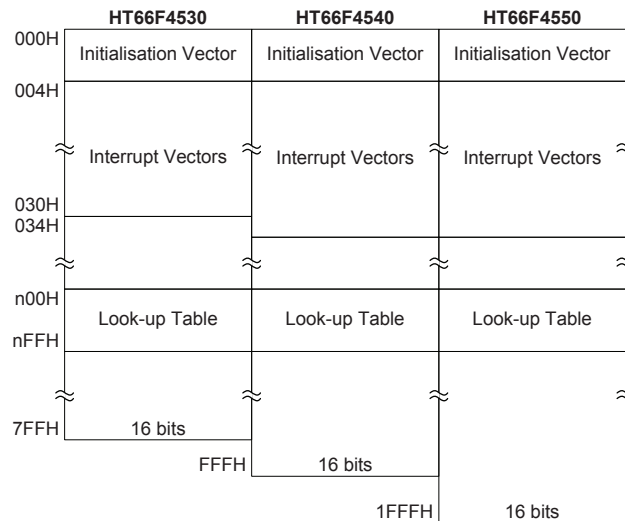 HT66F4530 HT66F4540 HT66F4550
000H
Initialisation Vector Initialisation Vector Initialisation Vector
004H
Interrupt Vectors Interrupt Vectors Interrupt Vectors
030H
034H
n00H
Look-up Table Look-up Table Look-up Table
nFFH
7FFH 16 bits
FFFH 16 bits
1FFFH 16 bits